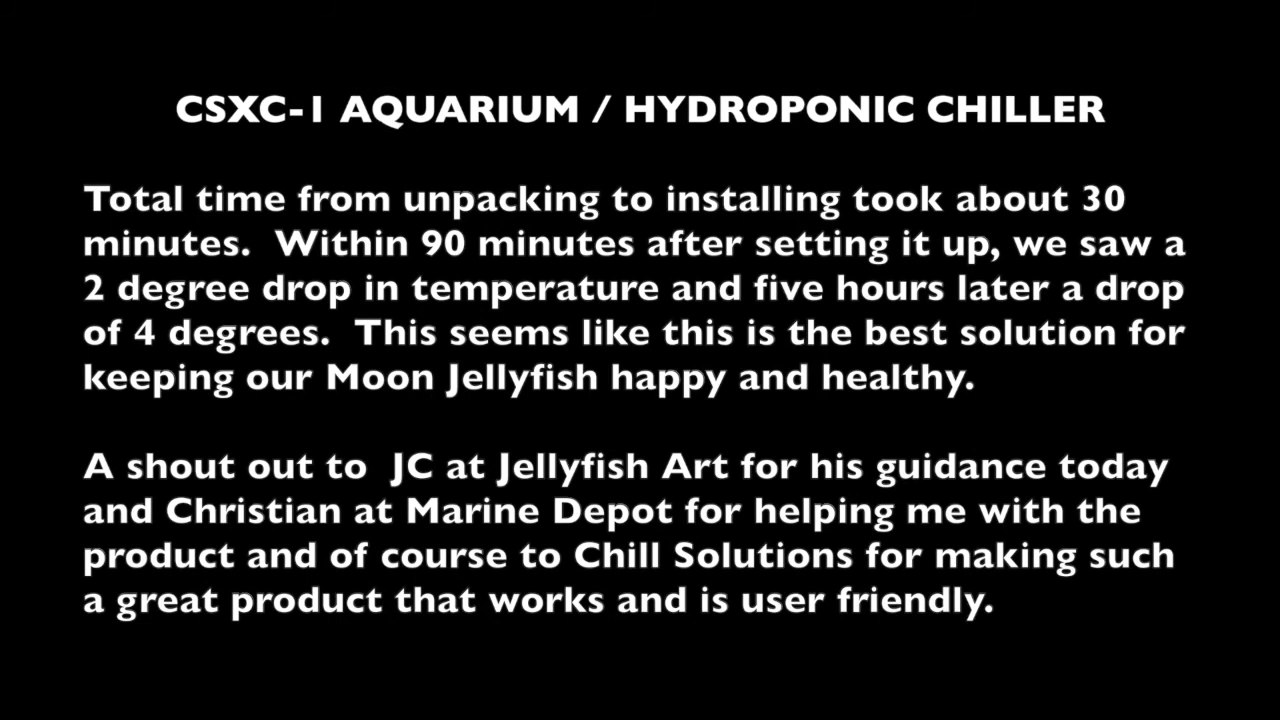 CSXC-1 AQUARIUM / HYDROPONIC CHILLER
Total time from unpacking to installing took about 30
minutes.  Within 90 minutes after setting it up, we saw a
2 degree drop in temperature and five hours later a drop
of 4 degrees.  This seems like this is the best solution for
keeping our Moon Jellyfish happy and healthy.
A shout out to  JC at Jellyfish Art for his guidance today
and Christian at Marine Depot for helping me with the
product and of course to Chill Solutions for making such
a great product that works and is user friendly.